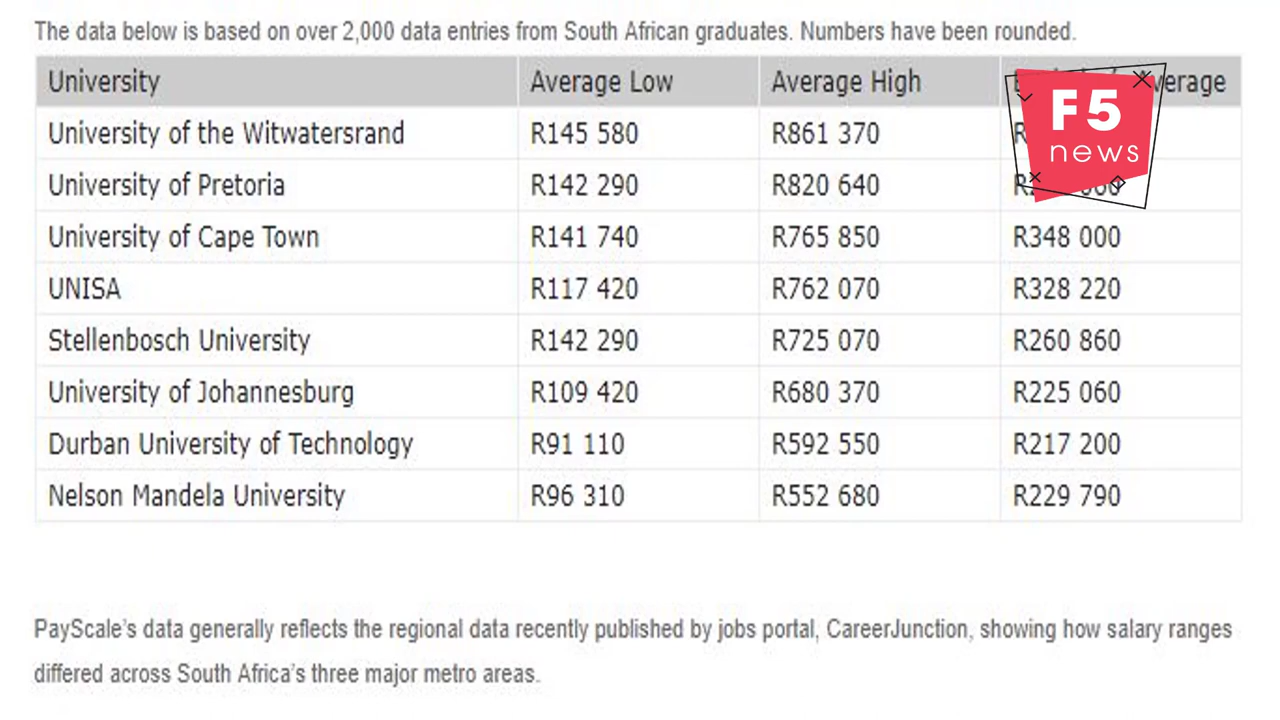 The data below is based on over 2,000 data entries from South African graduates. Numbers have been rounded.
University Average Low Average High Average
University of the Witwatersrand R145 580 R861 370
University of Pretoria R142 290 R820 640
University of Cape Town R141 740 R765 850 R348 000
UNISA R117 420 R762 070 R328 220
Stellenbosch University R142 290 R725 070 R260 860
University of Johannesburg R109 420 R680 370 R225 060
Durban University of Technology R91 110 R592 550 R217 200
Nelson Mandela University R96 310 R552 680 R229 790
F5
news
PayScale's data generally reflects the regional data recently published by jobs portal, CareerJunction, showing how salary ranges
differed across South Africa's three major metro areas.